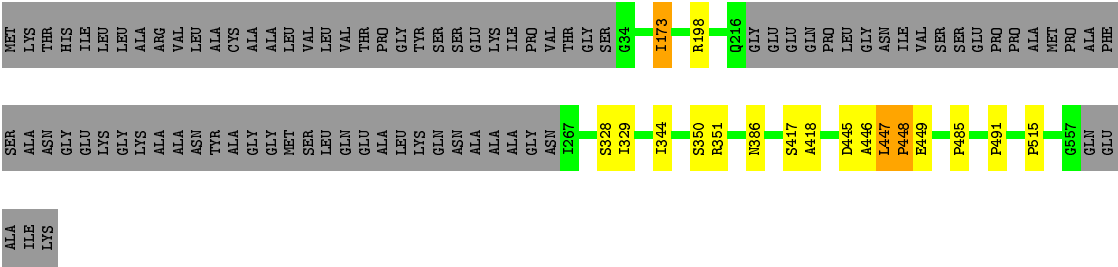 MET LYS THR HIS ILE LEU LEU ALA ARG VAL LEU ALA CYS ALA ALA LEU VAL LEU VAL THR PRO GLY TYR SER SER GLU LYS ILE PRO VAL THR GLY SER G34 I173 R198 Q216 GLY GLU GLU GLN PRO LEU GLY ASN ILE VAL SER SER GLU PRO PRO ALA MET PRO ALA PHE
SER ALA ASN GLY GLU LYS GLY LYS ALA ALA ASN TYR ALA GLY GLY MET SER LEU GLN GLU ALA LEU LYS GLN ASN ALA ALA ALA GLY ASN I267 S328 I329 I344 S350 R351 N386 S417 A418 D445 A446 L447 P448 E449 P485 P491 P515 G557 GLN GLU
ALA ILE LYS